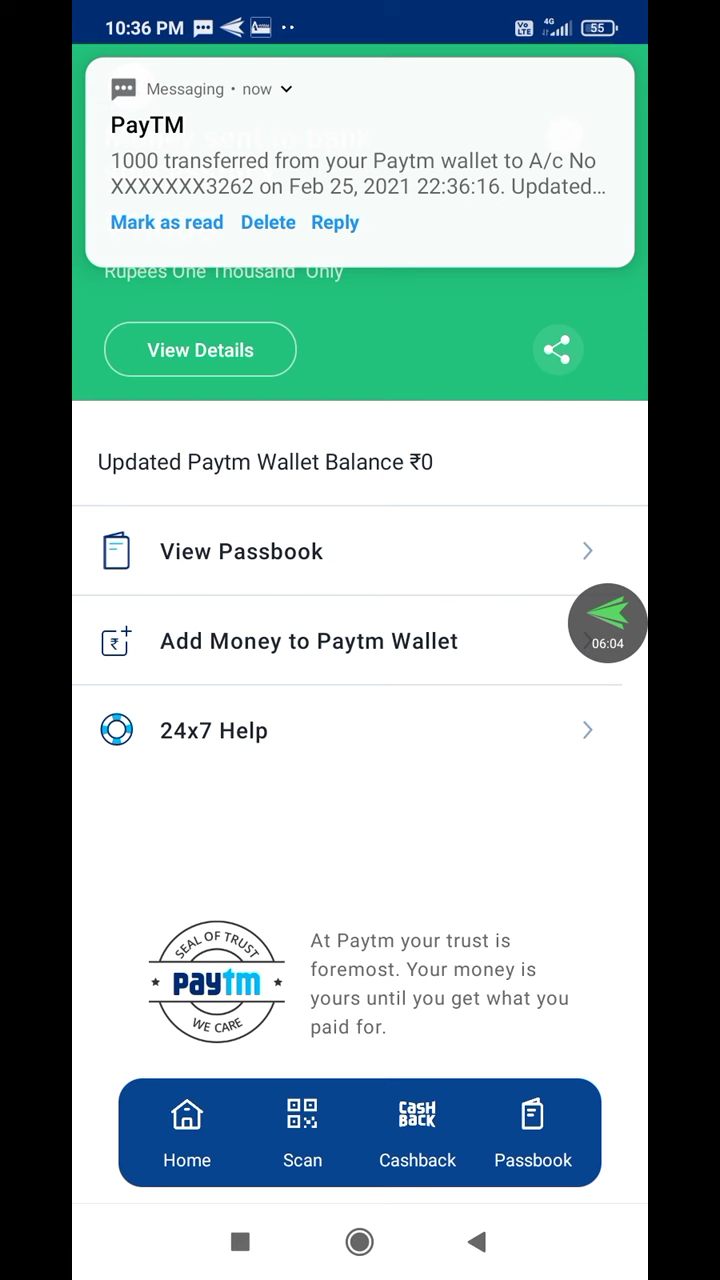 10:36 PM
Vo
LTE
4G
55
Messaging • now
PayTM
1000 transferred from your Paytm wallet to A/c No
XXXXXXX3262 on Feb 25, 2021 22:36:16. Updated...
Mark as read Delete Reply
Rupees One Thousand Only
View Details
Updated Paytm Wallet Balance ₹0
View Passbook
Add Money to Paytm Wallet
06:04
24x7 Help
SEAL OF TRUST
paytm
WE CARE
At Paytm your trust is
foremost. Your money is
yours until you get what you
paid for.
CASH
BACK
Home Scan Cashback Passbook